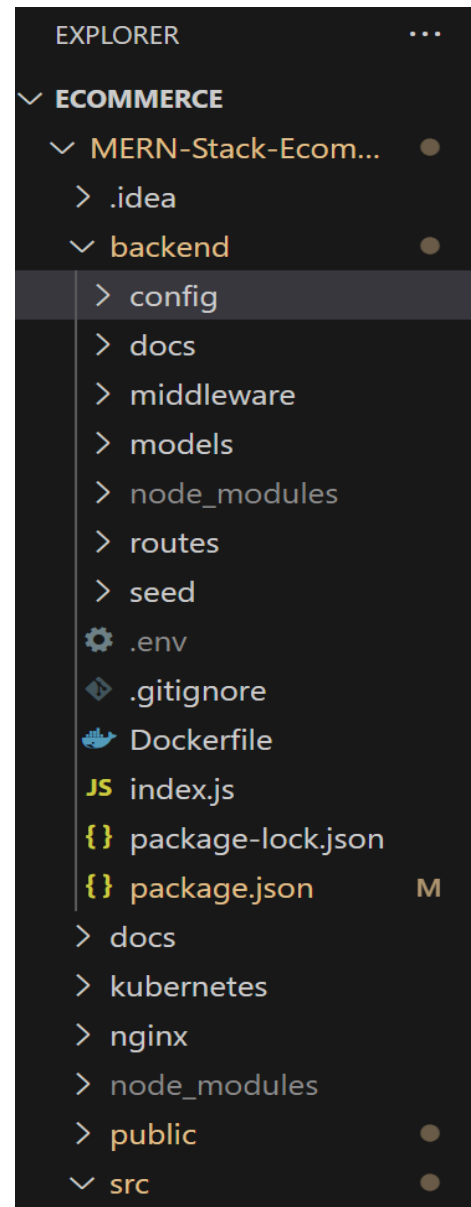 EXPLORER ...
ECOMMERCE
MERN-Stack-Ecom...
.idea
backend
config
docs
middleware
models
node_modules
routes
seed
.env
.gitignore
Dockerfile
JS index.js
{} package-lock.json
{} package.json M
docs
kubernetes
nginx
node_modules
public
src